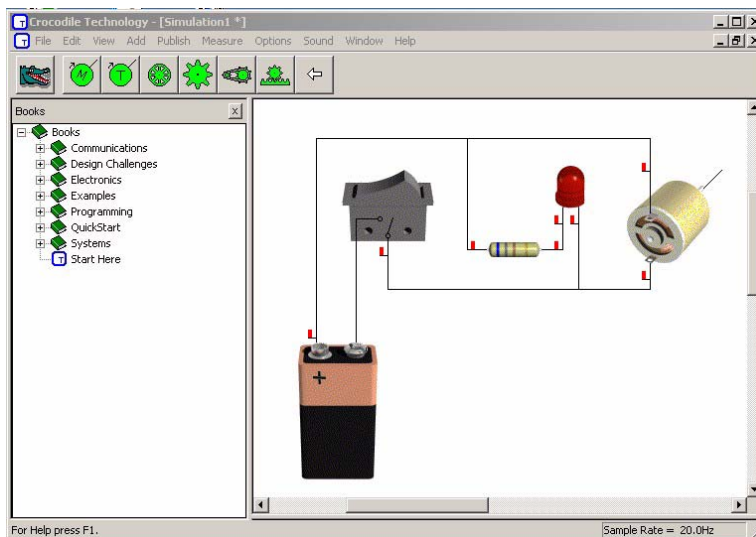 Crocodile Technology - [Simulation1 *]
File Edit View Add Publish Measure Options Sound Window Help
M T
Books
Books
Communications
Design Challenges
Electronics
Examples
Programming
QuickStart
Systems
Start Here
+
For Help press F1.
Sample Rate = 20.0Hz